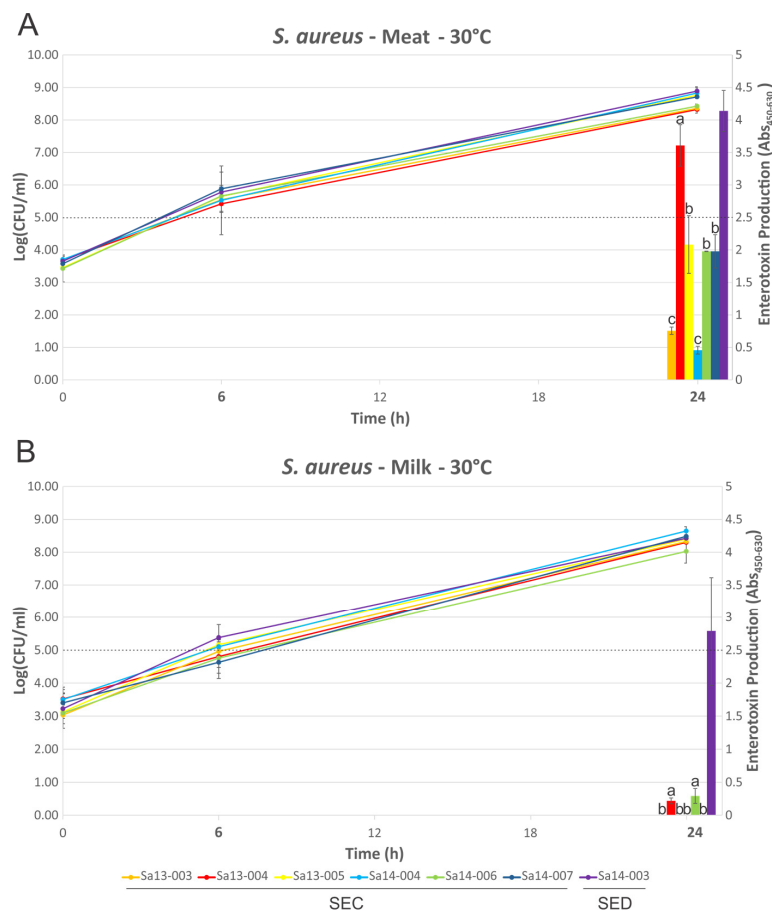 A
S. aureus - Meat - 30°C
10.00
9.00
8.00
7.00
6.00
5.00
4.00
3.00
2.00
1.00
0.00
Log(CFU/ml)
5
4.5
4
3.5
3
2.5
2
1.5
1
0.5
0
Enterotoxin Production (Abs450-630)
c
a
b
c
b
b
0
6
12
18
24
Time (h)
B
S. aureus - Milk - 30°C
10.00
9.00
8.00
7.00
6.00
5.00
4.00
3.00
2.00
1.00
0.00
Log(CFU/ml)
5
4.5
4
3.5
3
2.5
2
1.5
1
0.5
0
Enterotoxin Production (Abs450-630)
b
a
b
b
a
b
0
6
12
18
24
Time (h)
Sa13-003 Sa13-004 Sa13-005 Sa14-004 Sa14-006 Sa14-007 Sa14-003
SEC SED